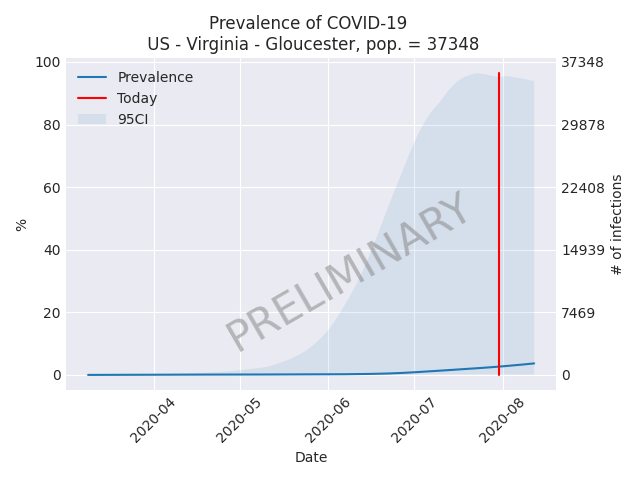 Prevalence of COVID-19
US - Virginia - Gloucester, pop. = 37348
100
80
60
40
20
0
%
Prevalence
Today
95CI
PRELIMINARY
37348
29878
22408
14939
7469
0
# of infections
2020-04
2020-05
2020-06
2020-07
2020-08
Date